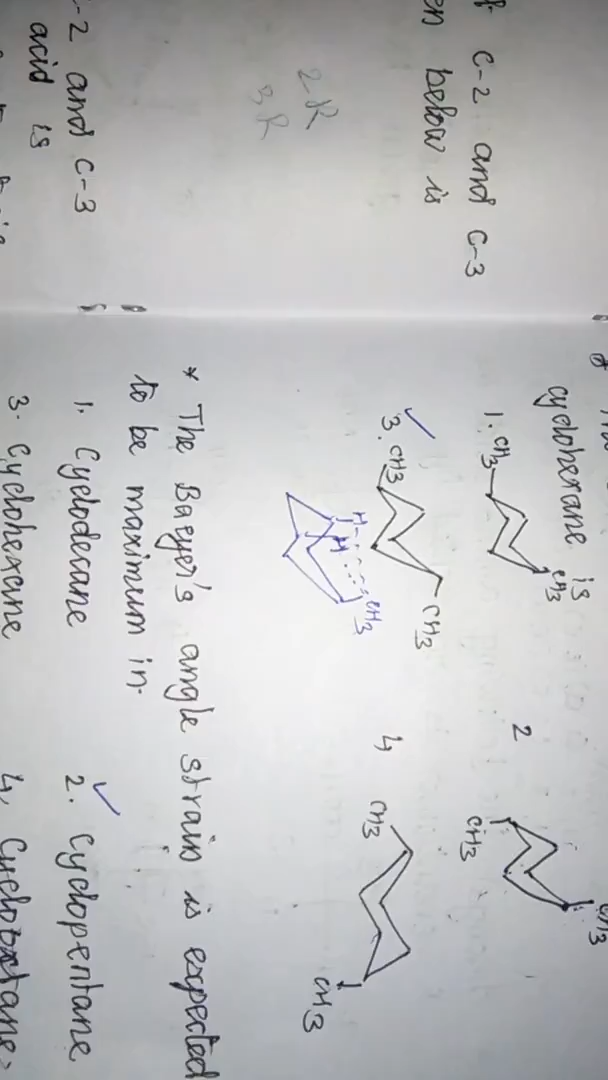 C-2 and C-3
below is
2R
3R
C-2 and C-3
acid is
cyclohexane is
1. CH3
CH3
2
CH3
CH3
3. CH3
CH3
4
CH3
CH3
H
H
CH3
* The Baeyer's angle strain is expected
to be maximum in.
1. Cyclodecane
2. Cyclopentane
3. Cyclohexane
4, Cyclooctane.